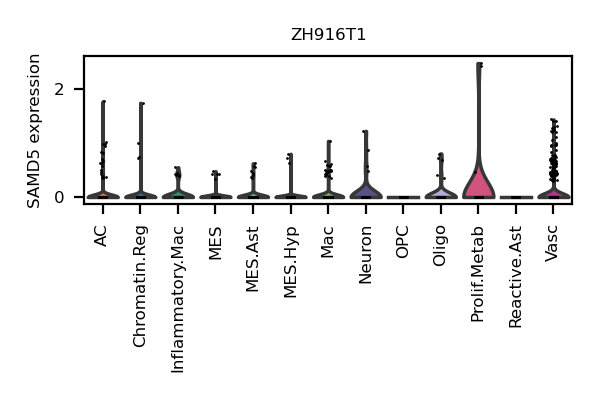 ZH916T1
SAMD5 expression
2
0
AC
Chromatin.Reg
Inflammatory.Mac
MES
MES.Ast
MES.Hyp
Mac
Neuron
OPC
Oligo
Prolif.Metab
Reactive.Ast
Vasc